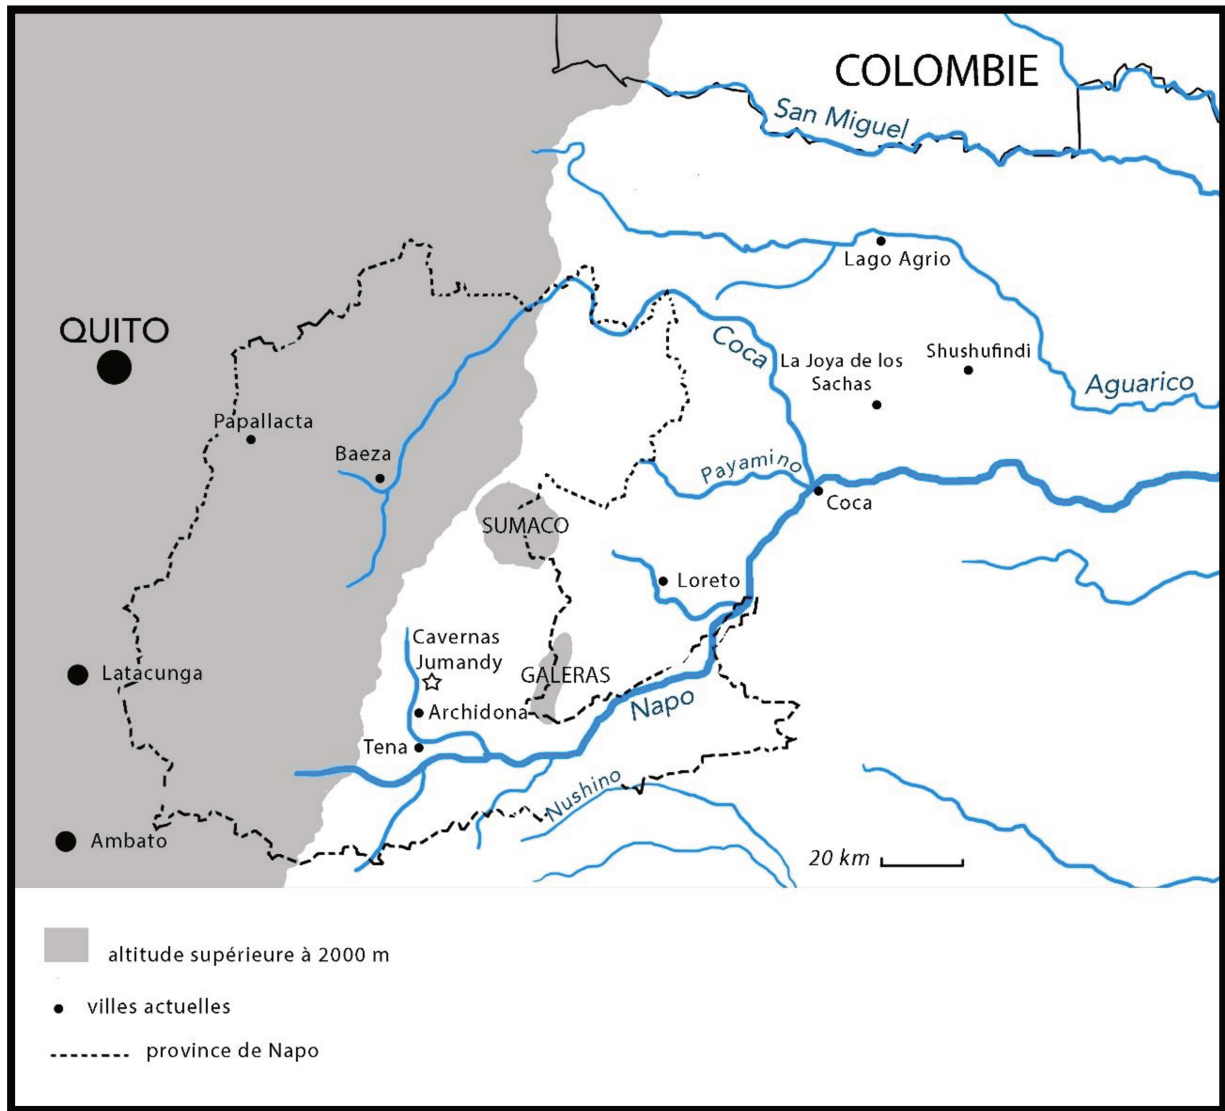 COLOMBIE
San Miguel
Lago Agrio
QUITO
Coca
La Joya de los
Sachas
Shushufindi
Aguarico
Papallacta
Baeza
Payamino
Coca
SUMACO
Loreto
Cavernas
Jumandy
Latacunga
GALERAS
Napo
Archidona
Tena
Nushino
Ambato
20 km
altitude supérieure à 2000 m
villes actuelles
province de Napo